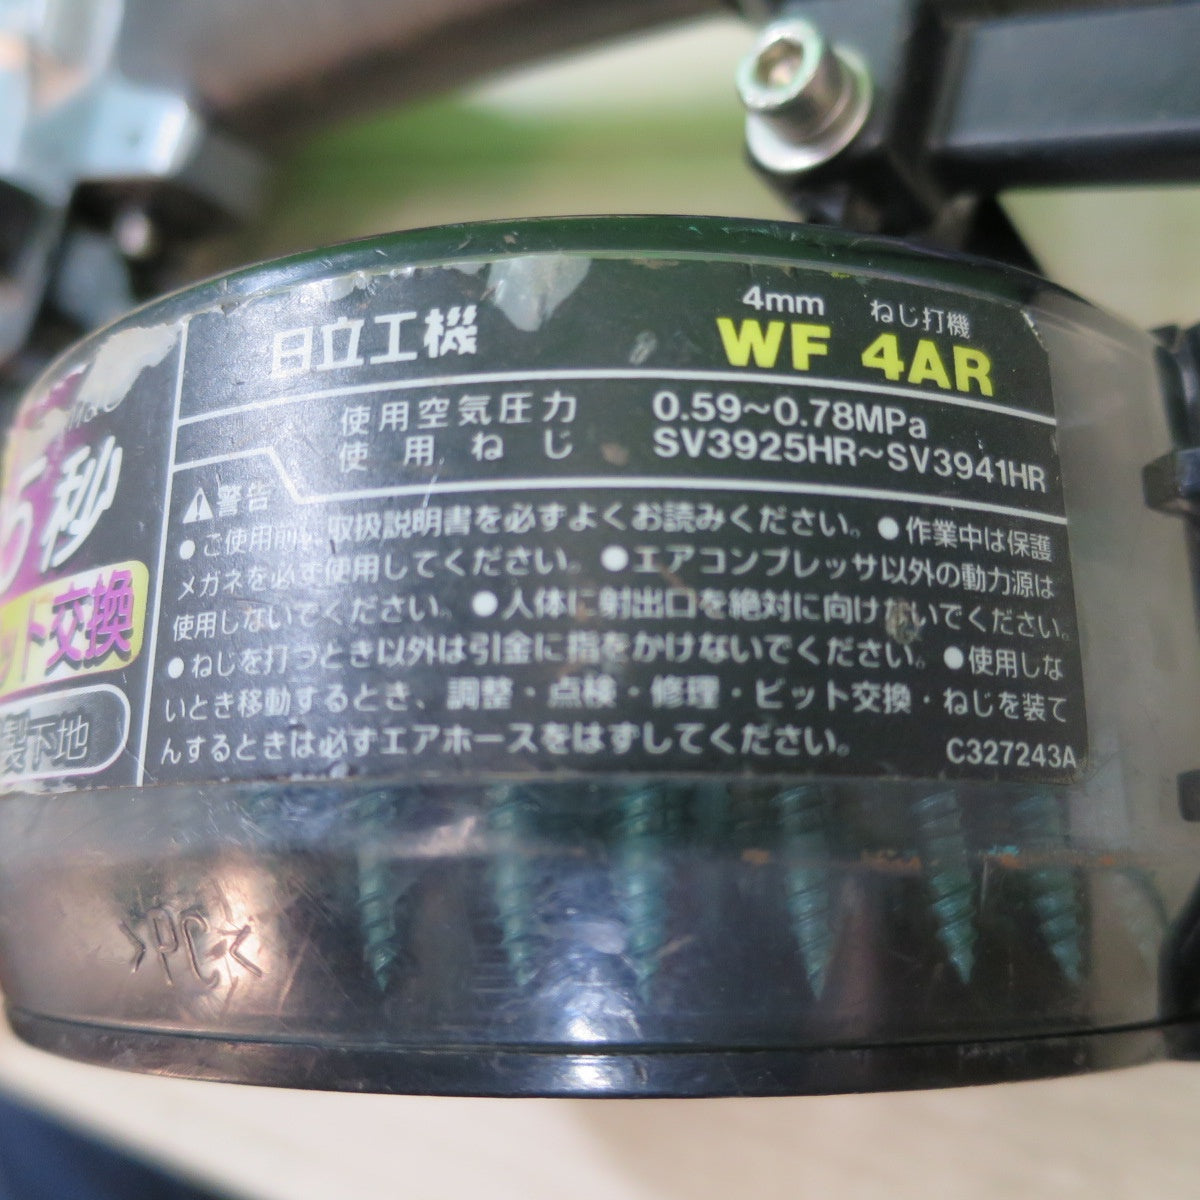 日立工機
4mm ねじ打機
WF 4AR
使用空気圧力 0.59～0.78MPa
使用ねじ SV3925HR～SV3941HR
警告
●ご使用前に取扱説明書を必ずよくお読みください。●作業中は保護
メガネを必ず使用してください。●エアコンプレッサ以外の動力源は
使用しないでください。●人体に射出口を絶対に向けないでください。
●ねじを打つとき以外は引金に指をかけないでください。●使用しな
いとき移動するとき、調整・点検・修理・ビット交換・ねじを装て
んするときは必ずエアホースをはずしてください。
C327243A
5秒
ット交換
製下地
>PC<